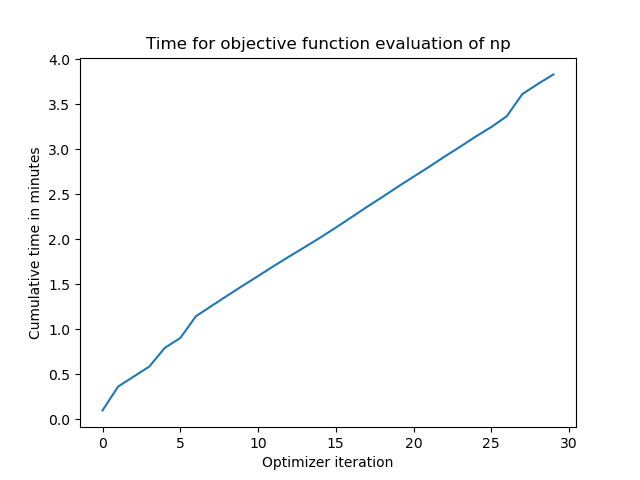 Time for objective function evaluation of np
Cumulative time in minutes
4.0
3.5
3.0
2.5
2.0
1.5
1.0
0.5
0.0
0 5 10 15 20 25 30
Optimizer iteration